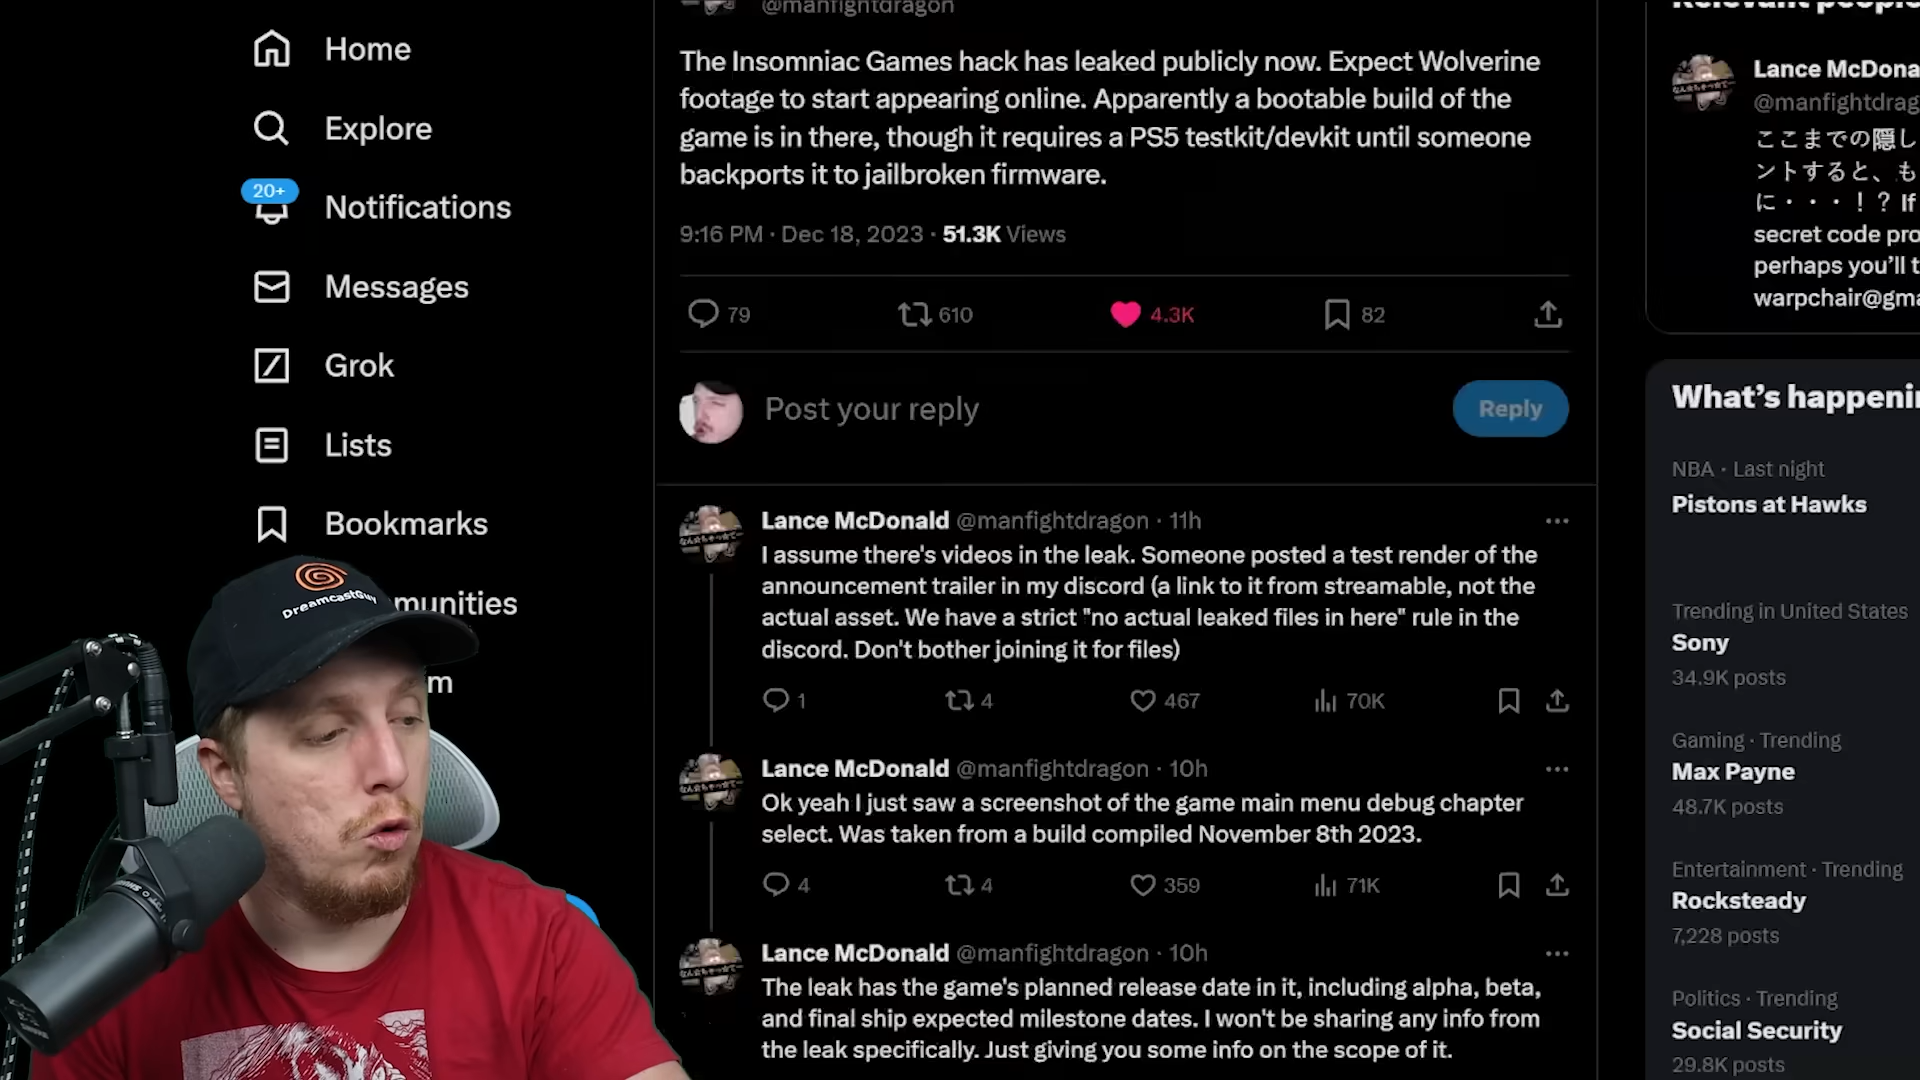 Home
Explore
20+
Notifications
Messages
Grok
Lists
Bookmarks
munities
m
DreamcastGuy
@manfightdragon
The Insomniac Games hack has leaked publicly now. Expect Wolverine
footage to start appearing online. Apparently a bootable build of the
game is in there, though it requires a PS5 testkit/devkit until someone
backports it to jailbroken firmware.
9:16 PM · Dec 18, 2023 · 51.3K Views
79 610 4.3K 82
Post your reply
Reply
Lance McDonald @manfightdragon · 11h
I assume there's videos in the leak. Someone posted a test render of the
announcement trailer in my discord (a link to it from streamable, not the
actual asset. We have a strict "no actual leaked files in here" rule in the
discord. Don't bother joining it for files)
1 4 467 70K
Lance McDonald @manfightdragon · 10h
Ok yeah I just saw a screenshot of the game main menu debug chapter
select. Was taken from a build compiled November 8th 2023.
4 4 359 71K
Lance McDonald @manfightdragon · 10h
The leak has the game's planned release date in it, including alpha, beta,
and final ship expected milestone dates. I won't be sharing any info from
the leak specifically. Just giving you some info on the scope of it.
Relevant people
Lance McDona
@manfightdrag
ここまでの隠し
ントすると、も
に・・・！？ If
secret code pro
perhaps you'll t
warpchair@gma
What's happenin
NBA · Last night
Pistons at Hawks
Trending in United States
Sony
34.9K posts
Gaming · Trending
Max Payne
48.7K posts
Entertainment · Trending
Rocksteady
7,228 posts
Politics · Trending
Social Security
29.8K posts